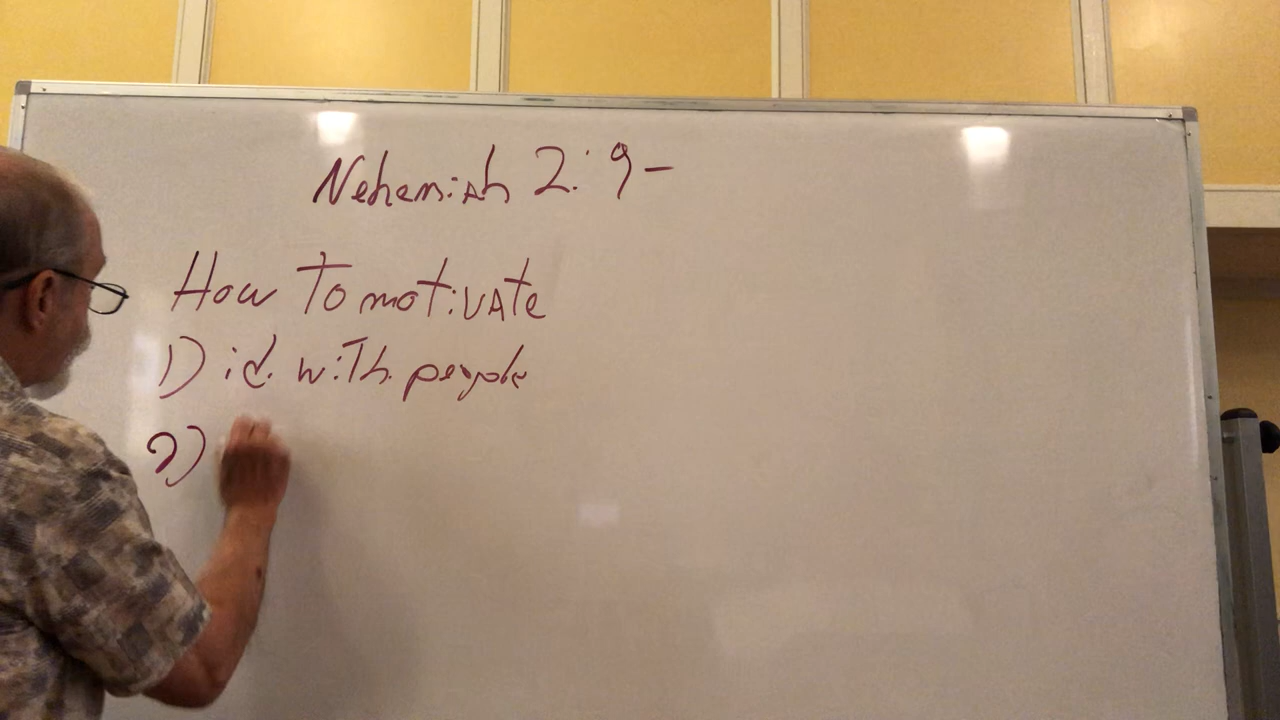 Nehemiah 2:9-
How To motivate
1) id. with people
2)